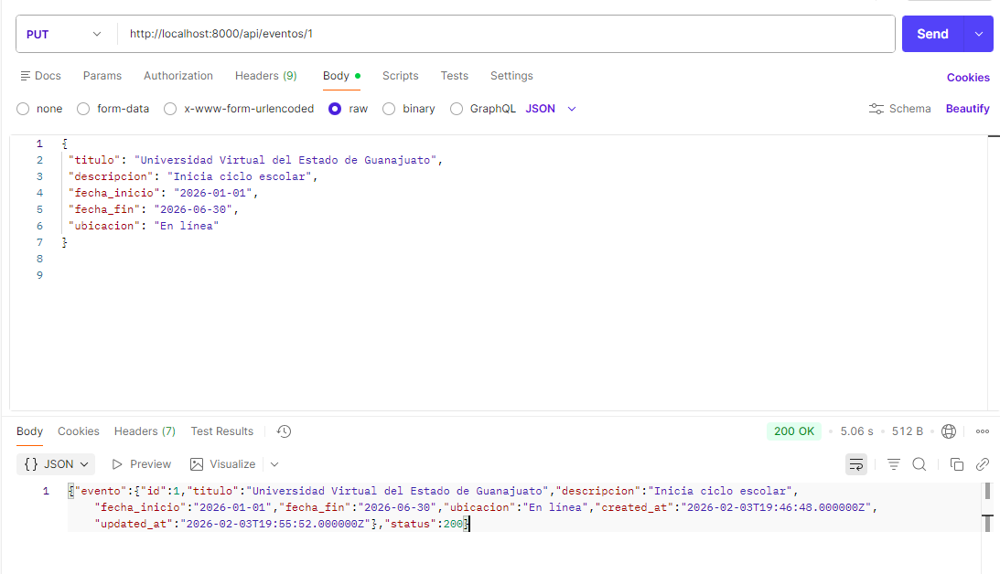 PUT http://localhost:8000/api/eventos/1 Send
Docs Params Authorization Headers (9) Body Scripts Tests Settings Cookies
none form-data x-www-form-urlencoded raw binary GraphQL JSON Schema Beautify
1 {
2 "titulo": "Universidad Virtual del Estado de Guanajuato",
3 "descripcion": "Inicia ciclo escolar",
4 "fecha_inicio": "2026-01-01",
5 "fecha_fin": "2026-06-30",
6 "ubicacion": "En línea"
7 }
8
9
Body Cookies Headers (7) Test Results 200 OK • 5.06 s • 512 B
{} JSON Preview Visualize
1 {"evento":{"id":1,"titulo":"Universidad Virtual del Estado de Guanajuato","descripcion":"Inicia ciclo escolar",
"fecha_inicio":"2026-01-01","fecha_fin":"2026-06-30","ubicacion":"En línea","created_at":"2026-02-03T19:46:48.000000Z",
"updated_at":"2026-02-03T19:55:52.000000Z"},"status":200}